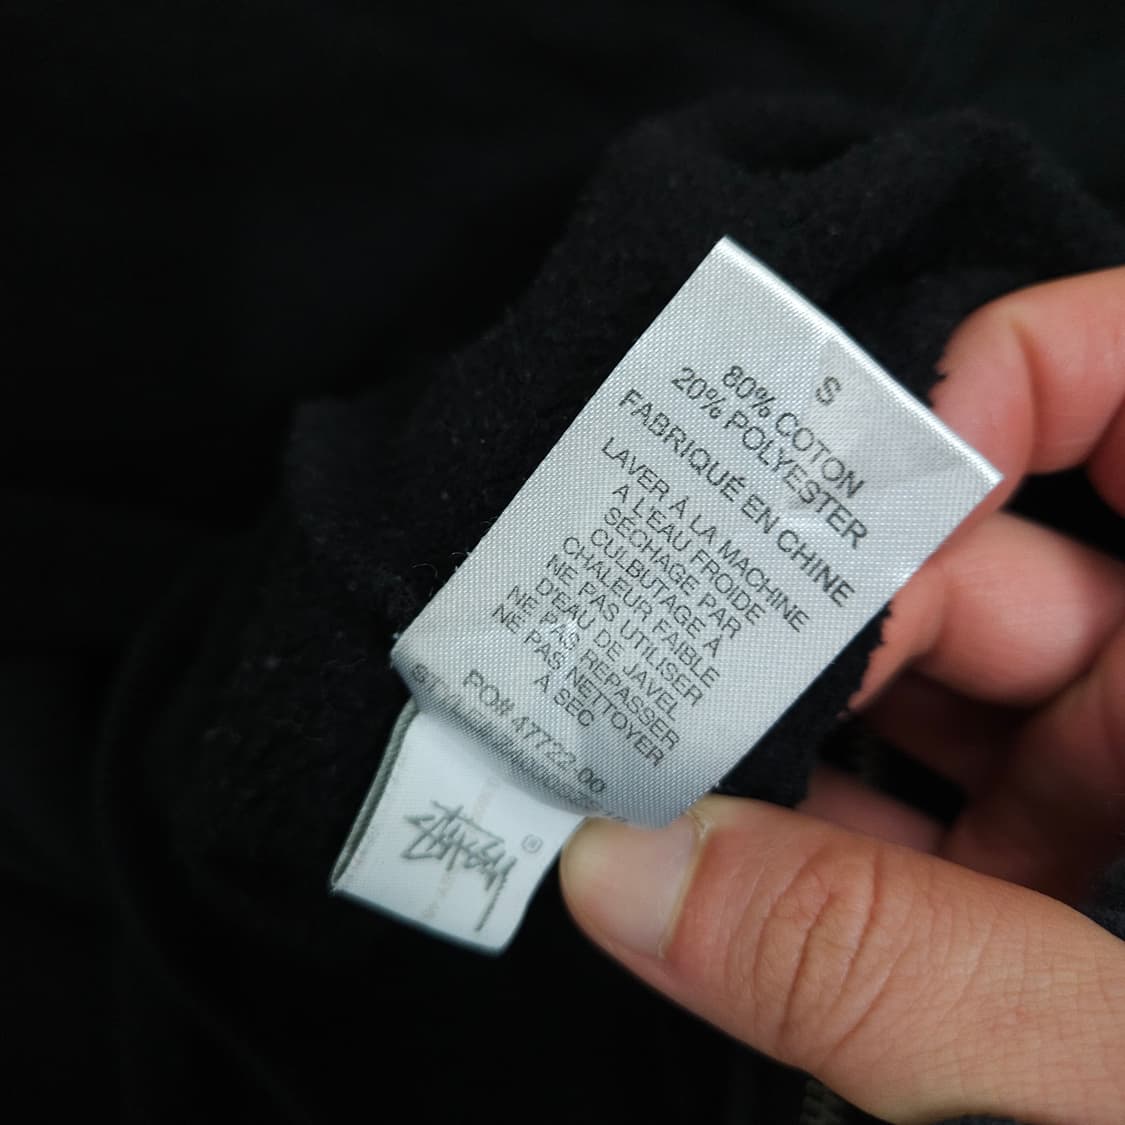 S
80% COTON
20% POLYESTER
FABRIQUÉ EN CHINE
LAVER À LA MACHINE
A L'EAU FROIDE
SÉCHAGE PAR
CULBUTAGE À
CHALEUR FAIBLE
NE PAS UTILISER
D'EAU DE JAVEL
NE PAS REPASSER
NE PAS NETTOYER
A SEC
PO# 47722 00
STÜSSY ®